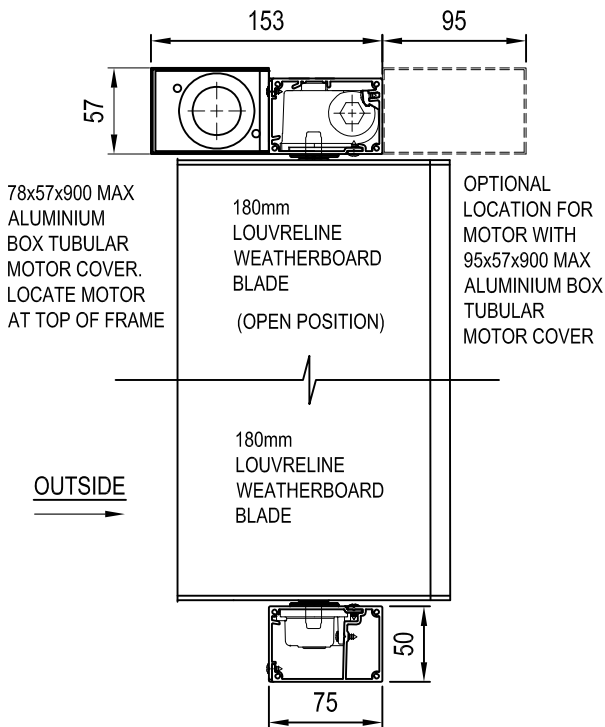 153
95
57
78x57x900 MAX
ALUMINIUM
BOX TUBULAR
MOTOR COVER.
LOCATE MOTOR
AT TOP OF FRAME
180mm
LOUVRELINE
WEATHERBOARD
BLADE
(OPEN POSITION)
OPTIONAL
LOCATION FOR
MOTOR WITH
95x57x900 MAX
ALUMINIUM BOX
TUBULAR
MOTOR COVER
180mm
LOUVRELINE
WEATHERBOARD
BLADE
OUTSIDE
50
75